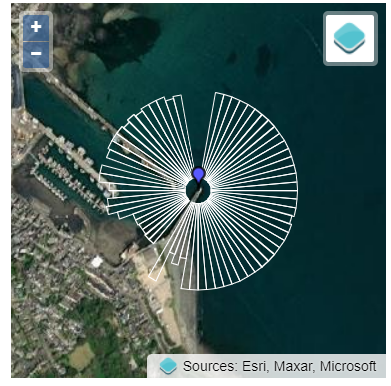 +
−
Sources: Esri, Maxar, Microsoft